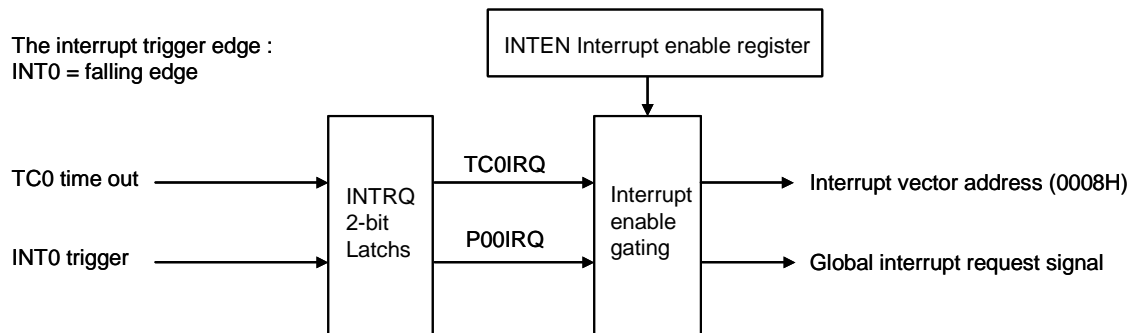 The interrupt trigger edge :
INT0 = falling edge
INTEN Interrupt enable register
TC0 time out
INT0 trigger
INTRQ
2-bit
Latchs
TC0IRQ
P00IRQ
Interrupt
enable
gating
Interrupt vector address (0008H)
Global interrupt request signal